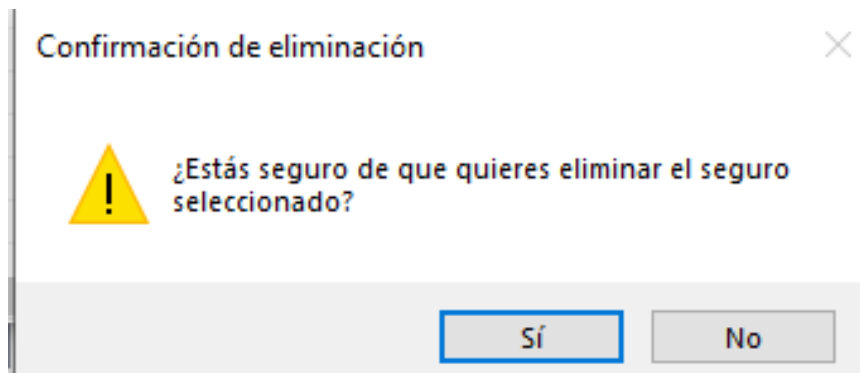 Confirmación de eliminación
¿Estás seguro de que quieres eliminar el seguro
seleccionado?
Sí
No